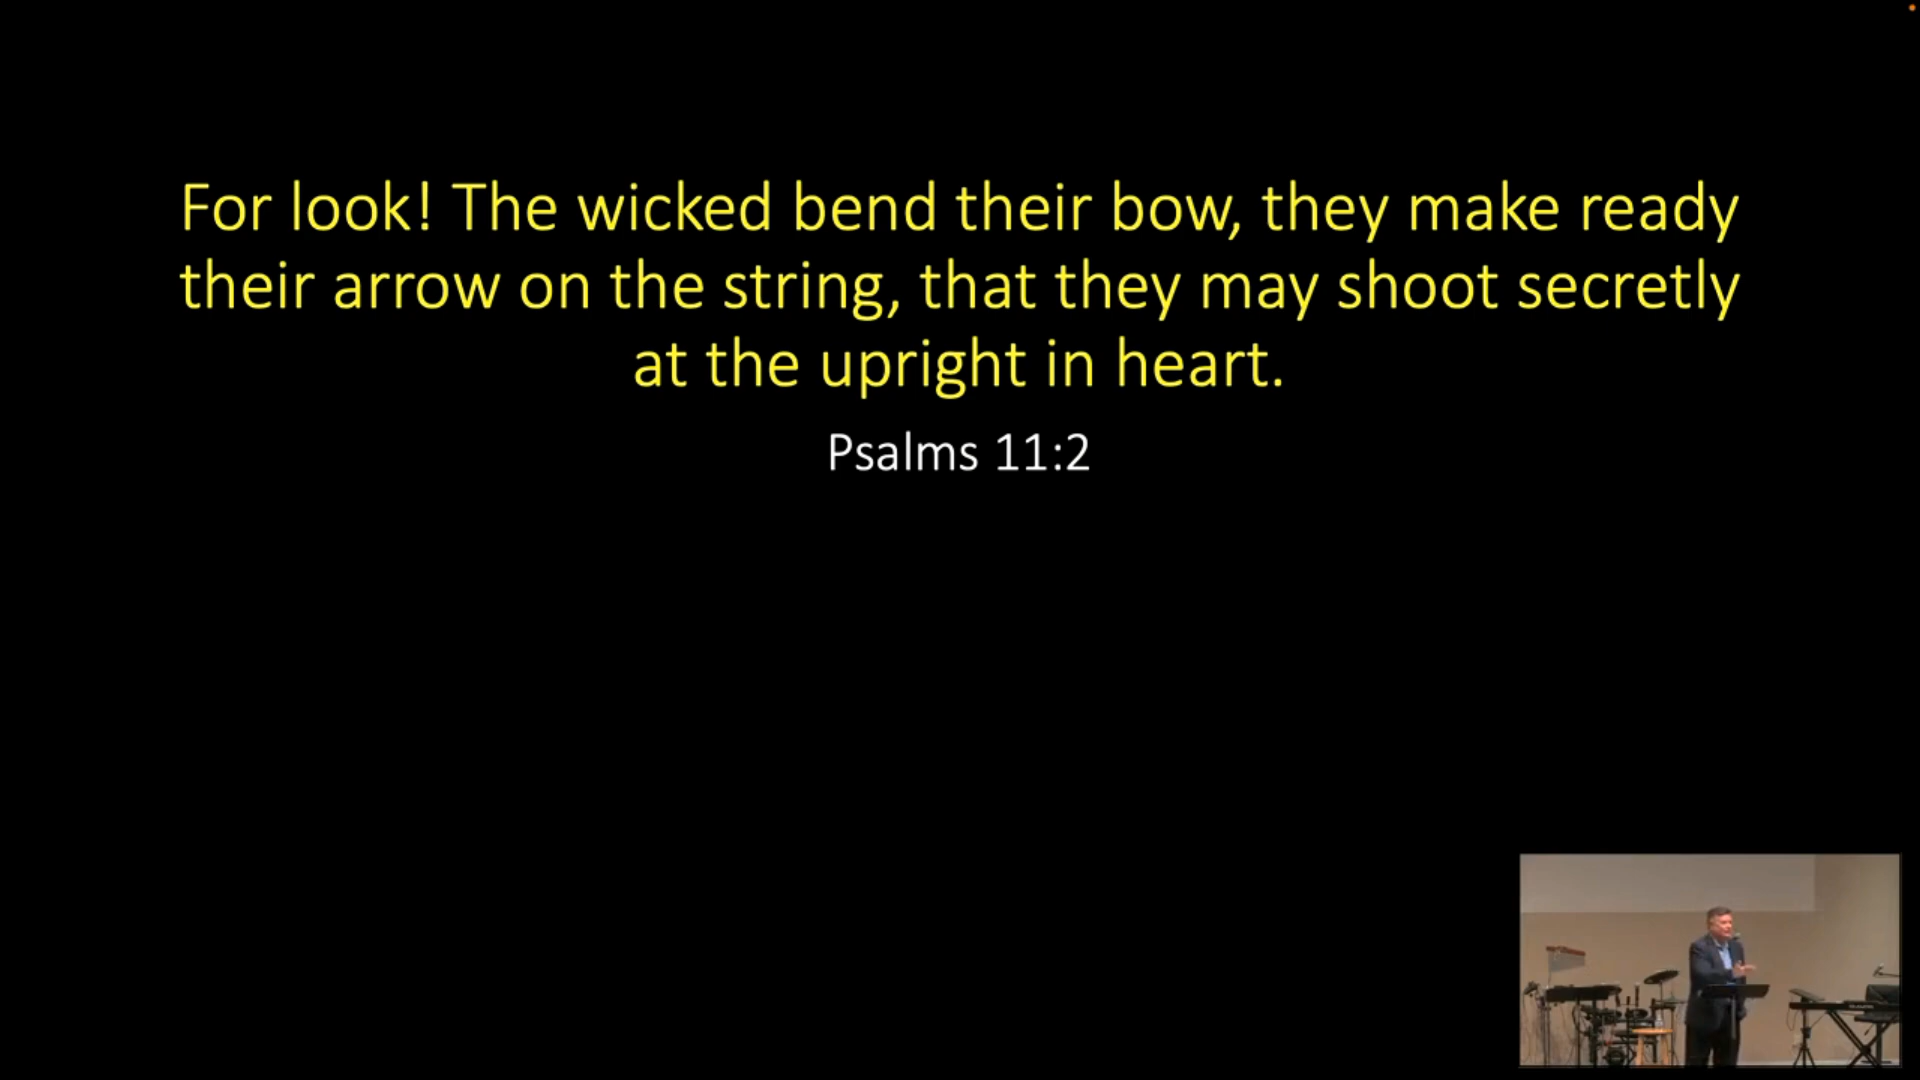 For look! The wicked bend their bow, they make ready
their arrow on the string, that they may shoot secretly
at the upright in heart.
Psalms 11:2